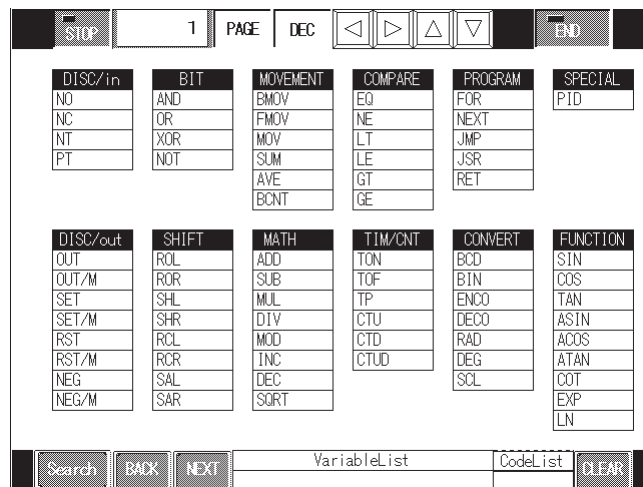 STOP 1 PAGE DEC END
DISC/in BIT MOVEMENT COMPARE PROGRAM SPECIAL
NO AND BMOV EQ FOR PID
NC OR FMOV NE NEXT
NT XOR MOV LT JMP
PT NOT SUM LE JSR
AVE GT RET
BCNT GE
DISC/out SHIFT MATH TIM/CNT CONVERT FUNCTION
OUT ROL ADD TON BCD SIN
OUT/M ROR SUB TOF BIN COS
SET SHL MUL TP ENCO TAN
SET/M SHR DIV CTU DECO ASIN
RST RCL MOD CTD RAD ACOS
RST/M RCR INC CTUD DEG ATAN
NEG SAL DEC SCL COT
NEG/M SAR SQRT EXP
LN
Search BACK NEXT VariableList CodeList CLEAR